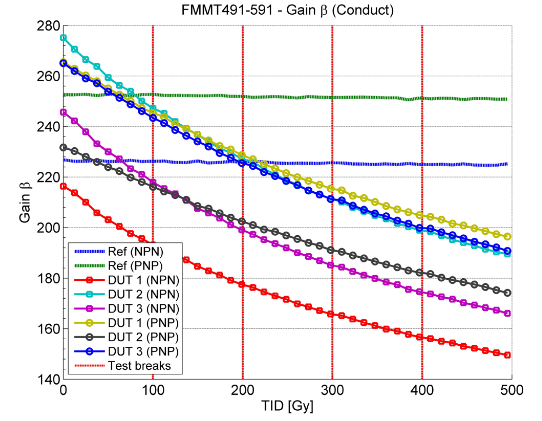 FMMT491-591 - Gain β (Conduct)
280
260
240
220
200
180
160
140
Gain β
Ref (NPN)
Ref (PNP)
DUT 1 (NPN)
DUT 2 (NPN)
DUT 3 (NPN)
DUT 1 (PNP)
DUT 2 (PNP)
DUT 3 (PNP)
Test breaks
0 100 200 300 400 500
TID [Gy]